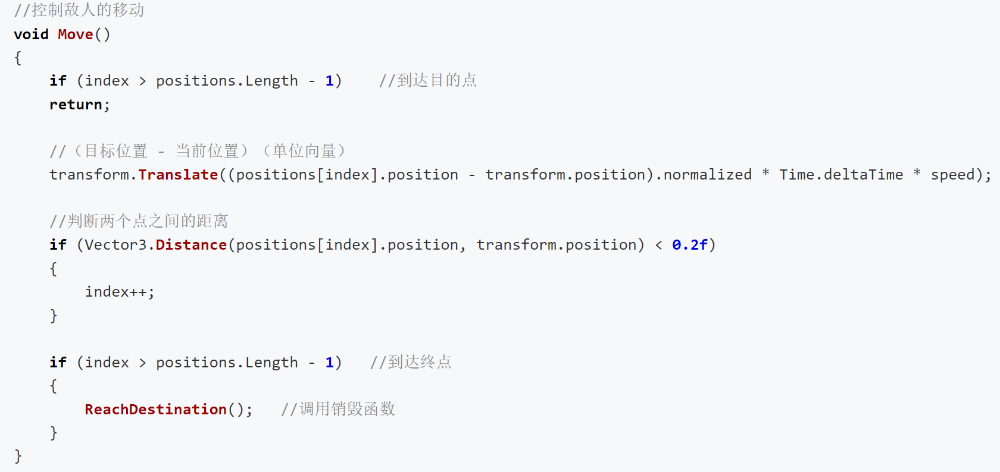 //控制敌人的移动
void Move()
{
    if (index > positions.Length - 1)    //到达目的点
    return;

    //（目标位置 - 当前位置）（单位向量）
    transform.Translate((positions[index].position - transform.position).normalized * Time.deltaTime * speed);

    //判断两个点之间的距离
    if (Vector3.Distance(positions[index].position, transform.position) < 0.2f)
    {
        index++;
    }

    if (index > positions.Length - 1)   //到达终点
    {
        ReachDestination();   //调用销毁函数
    }
}